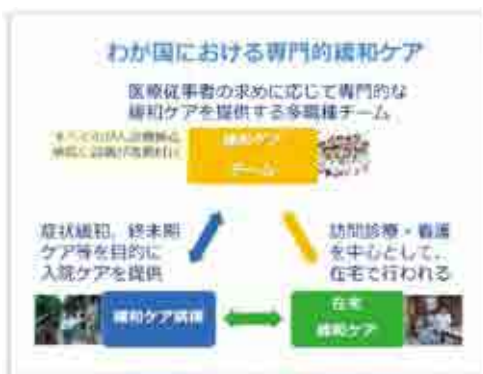 わが国における専門的緩和ケア
医療従事者の求めに応じて専門的な
緩和ケアを提供する多職種チーム
緩和ケア
チーム
症状緩和、終末期
ケア等を目的に
入院ケアを提供
訪問診療・看護
を中心として、
在宅で行われる
緩和ケア病棟
在宅
緩和ケア